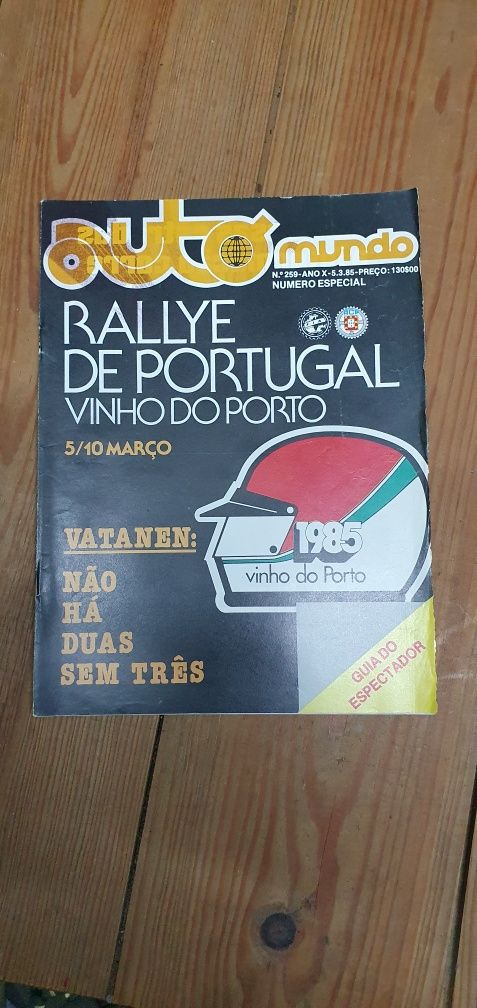 auto mundo
N.º 259-ANO X-5.3.85-PREÇO: 130$00
NUMERO ESPECIAL
RALLYE
DE PORTUGAL
VINHO DO PORTO
5/10 MARÇO
1985
vinho do Porto
VATANEN:
NÃO
HÁ
DUAS
SEM TRÊS
GUIA DO
ESPECTADOR